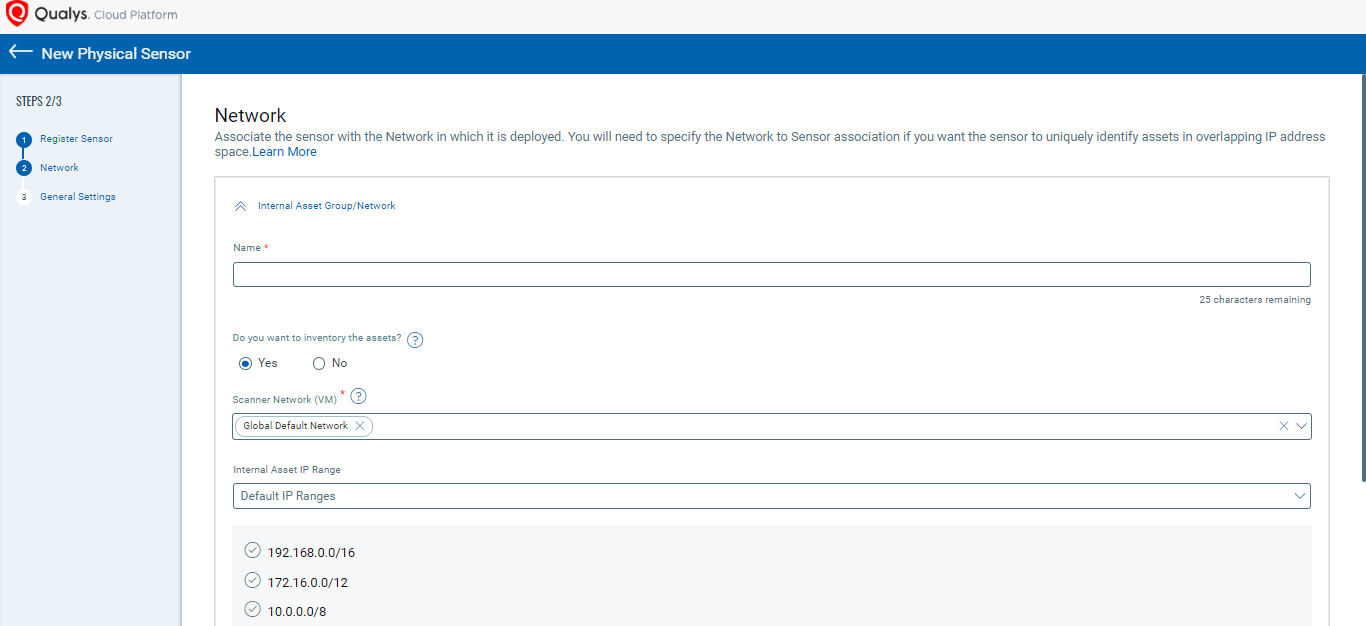 Qualys. Cloud Platform
New Physical Sensor
STEPS 2/3
1 Register Sensor
2 Network
3 General Settings
Network
Associate the sensor with the Network in which it is deployed. You will need to specify the Network to Sensor association if you want the sensor to uniquely identify assets in overlapping IP address
space.Learn More
Internal Asset Group/Network
Name *
25 characters remaining
Do you want to inventory the assets? ?
Yes No
Scanner Network (VM) * ?
Global Default Network
Internal Asset IP Range
Default IP Ranges
192.168.0.0/16
172.16.0.0/12
10.0.0.0/8